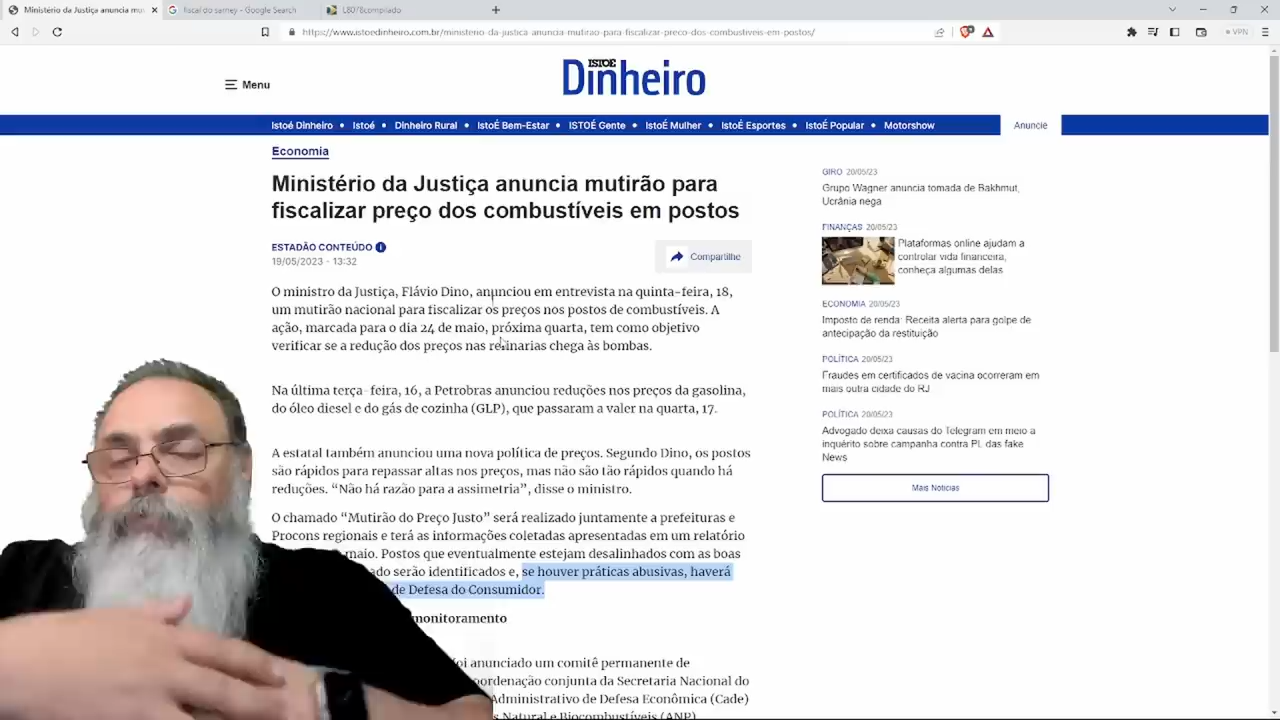 Ministério da Justiça anuncia mu
fiscal do sarney - Google Search
L8078compilado
https://www.istoedinheiro.com.br/ministerio-da-justica-anuncia-mutirao-para-fiscalizar-preco-dos-combustiveis-em-postos/
VPN
Menu
ISTOÉ
Dinheiro
Istoé Dinheiro • Istoé • Dinheiro Rural • IstoÉ Bem-Estar • ISTOÉ Gente • IstoÉ Mulher • IstoÉ Esportes • IstoÉ Popular • Motorshow
Anuncie
Economia
Ministério da Justiça anuncia mutirão para
fiscalizar preço dos combustíveis em postos
ESTADÃO CONTEÚDO
19/05/2023 - 13:32
Compartilhe
O ministro da Justiça, Flávio Dino, anunciou em entrevista na quinta-feira, 18,
um mutirão nacional para fiscalizar os preços nos postos de combustíveis. A
ação, marcada para o dia 24 de maio, próxima quarta, tem como objetivo
verificar se a redução dos preços nas refinarias chega às bombas.
Na última terça-feira, 16, a Petrobras anunciou reduções nos preços da gasolina,
do óleo diesel e do gás de cozinha (GLP), que passaram a valer na quarta, 17.
A estatal também anunciou uma nova política de preços. Segundo Dino, os postos
são rápidos para repassar altas nos preços, mas não são tão rápidos quando há
reduções. “Não há razão para a assimetria”, disse o ministro.
O chamado “Mutirão do Preço Justo” será realizado juntamente a prefeituras e
Procons regionais e terá as informações coletadas apresentadas em um relatório
maio. Postos que eventualmente estejam desalinhados com as boas
ado serão identificados e, se houver práticas abusivas, haverá
de Defesa do Consumidor.
monitoramento
foi anunciado um comitê permanente de
oordenação conjunta da Secretaria Nacional do
Administrativo de Defesa Econômica (Cade)
s Natural e Biocombustíveis (ANP)
GIRO 20/05/23
Grupo Wagner anuncia tomada de Bakhmut,
Ucrânia nega
FINANÇAS 20/05/23
Plataformas online ajudam a
controlar vida financeira,
conheça algumas delas
ECONOMIA 20/05/23
Imposto de renda: Receita alerta para golpe de
antecipação da restituição
POLÍTICA 20/05/23
Fraudes em certificados de vacina ocorreram em
mais outra cidade do RJ
POLÍTICA 20/05/23
Advogado deixa causas do Telegram em meio a
inquérito sobre campanha contra PL das fake
News
Mais Notícias